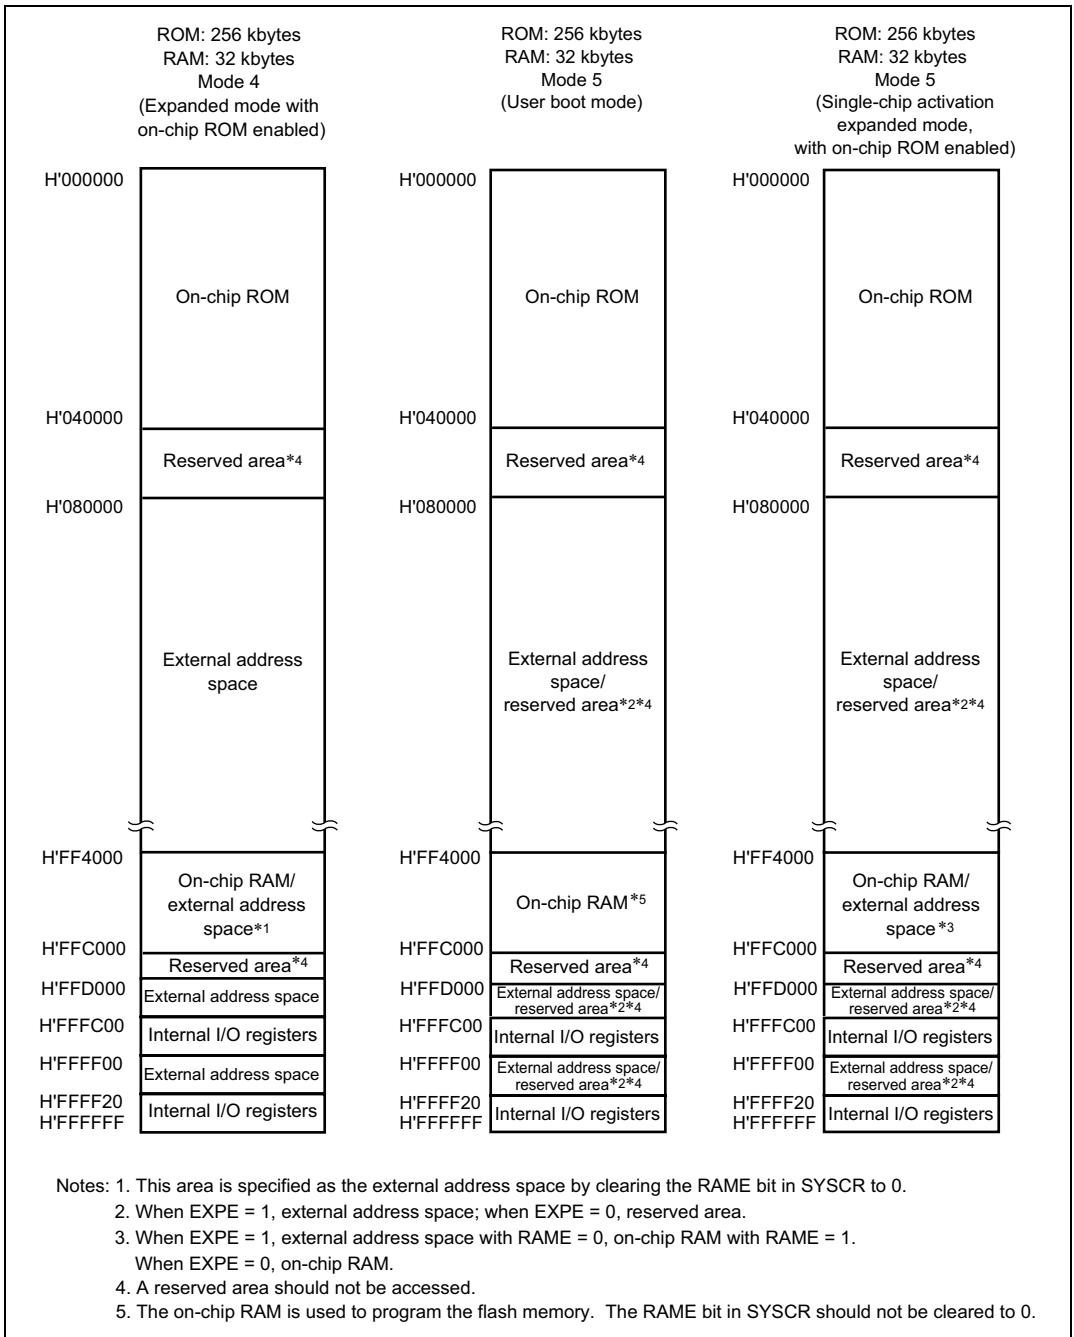 ROM: 256 kbytes
RAM: 32 kbytes
Mode 4
(Expanded mode with
on-chip ROM enabled)
H'000000
On-chip ROM
H'040000
Reserved area*4
H'080000
External address
space
H'FF4000
On-chip RAM/
external address
space*1
H'FFC000
Reserved area*4
H'FFD000
External address space
H'FFFC00
Internal I/O registers
H'FFFF00
External address space
H'FFFF20
Internal I/O registers
H'FFFFFF
ROM: 256 kbytes
RAM: 32 kbytes
Mode 5
(User boot mode)
H'000000
On-chip ROM
H'040000
Reserved area*4
H'080000
External address
space/
reserved area*2*4
H'FF4000
On-chip RAM*5
H'FFC000
Reserved area*4
H'FFD000
External address space/
reserved area*2*4
H'FFFC00
Internal I/O registers
H'FFFF00
External address space/
reserved area*2*4
H'FFFF20
Internal I/O registers
H'FFFFFF
ROM: 256 kbytes
RAM: 32 kbytes
Mode 5
(Single-chip activation
expanded mode,
with on-chip ROM enabled)
H'000000
On-chip ROM
H'040000
Reserved area*4
H'080000
External address
space/
reserved area*2*4
H'FF4000
On-chip RAM/
external address
space*3
H'FFC000
Reserved area*4
H'FFD000
External address space/
reserved area*2*4
H'FFFC00
Internal I/O registers
H'FFFF00
External address space/
reserved area*2*4
H'FFFF20
Internal I/O registers
H'FFFFFF
Notes: 1. This area is specified as the external address space by clearing the RAME bit in SYSCR to 0.
2. When EXPE = 1, external address space; when EXPE = 0, reserved area.
3. When EXPE = 1, external address space with RAME = 0, on-chip RAM with RAME = 1.
When EXPE = 0, on-chip RAM.
4. A reserved area should not be accessed.
5. The on-chip RAM is used to program the flash memory. The RAME bit in SYSCR should not be cleared to 0.